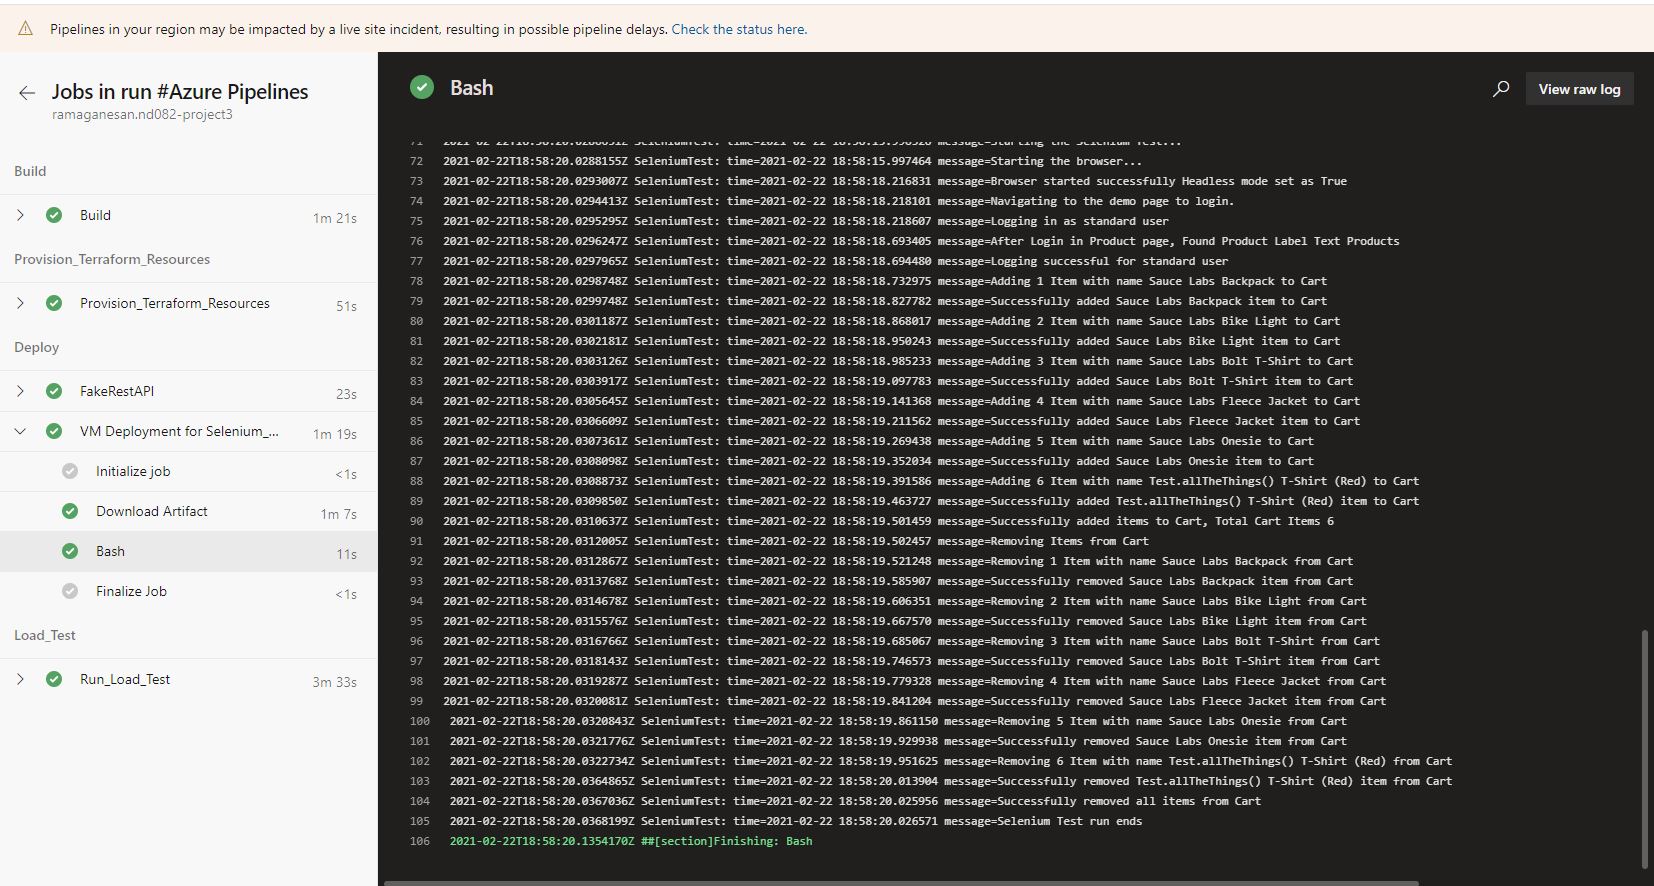 Pipelines in your region may be impacted by a live site incident, resulting in possible pipeline delays. Check the status here.
Jobs in run #Azure Pipelines
ramaganesan.nd082-project3
Build
Build 1m 21s
Provision_Terraform_Resources
Provision_Terraform_Resources 51s
Deploy
FakeRestAPI 23s
VM Deployment for Selenium_... 1m 19s
Initialize job <1s
Download Artifact 1m 7s
Bash 11s
Finalize Job <1s
Load_Test
Run_Load_Test 3m 33s
Bash
View raw log
72 2021-02-22T18:58:20.0288155Z SeleniumTest: time=2021-02-22 18:58:15.997464 message=Starting the browser...
73 2021-02-22T18:58:20.0293007Z SeleniumTest: time=2021-02-22 18:58:18.216831 message=Browser started successfully Headless mode set as True
74 2021-02-22T18:58:20.0294413Z SeleniumTest: time=2021-02-22 18:58:18.218101 message=Navigating to the demo page to login.
75 2021-02-22T18:58:20.0295295Z SeleniumTest: time=2021-02-22 18:58:18.218607 message=Logging in as standard user
76 2021-02-22T18:58:20.0296247Z SeleniumTest: time=2021-02-22 18:58:18.693405 message=After Login in Product page, Found Product Label Text Products
77 2021-02-22T18:58:20.0297965Z SeleniumTest: time=2021-02-22 18:58:18.694480 message=Logging successful for standard user
78 2021-02-22T18:58:20.0298748Z SeleniumTest: time=2021-02-22 18:58:18.732975 message=Adding 1 Item with name Sauce Labs Backpack to Cart
79 2021-02-22T18:58:20.0299748Z SeleniumTest: time=2021-02-22 18:58:18.827782 message=Successfully added Sauce Labs Backpack item to Cart
80 2021-02-22T18:58:20.0301187Z SeleniumTest: time=2021-02-22 18:58:18.868017 message=Adding 2 Item with name Sauce Labs Bike Light to Cart
81 2021-02-22T18:58:20.0302181Z SeleniumTest: time=2021-02-22 18:58:18.950243 message=Successfully added Sauce Labs Bike Light item to Cart
82 2021-02-22T18:58:20.0303126Z SeleniumTest: time=2021-02-22 18:58:18.985233 message=Adding 3 Item with name Sauce Labs Bolt T-Shirt to Cart
83 2021-02-22T18:58:20.0303917Z SeleniumTest: time=2021-02-22 18:58:19.097783 message=Successfully added Sauce Labs Bolt T-Shirt item to Cart
84 2021-02-22T18:58:20.0305645Z SeleniumTest: time=2021-02-22 18:58:19.141368 message=Adding 4 Item with name Sauce Labs Fleece Jacket to Cart
85 2021-02-22T18:58:20.0306609Z SeleniumTest: time=2021-02-22 18:58:19.211562 message=Successfully added Sauce Labs Fleece Jacket item to Cart
86 2021-02-22T18:58:20.0307361Z SeleniumTest: time=2021-02-22 18:58:19.269438 message=Adding 5 Item with name Sauce Labs Onesie to Cart
87 2021-02-22T18:58:20.0308098Z SeleniumTest: time=2021-02-22 18:58:19.352034 message=Successfully added Sauce Labs Onesie item to Cart
88 2021-02-22T18:58:20.0308873Z SeleniumTest: time=2021-02-22 18:58:19.391586 message=Adding 6 Item with name Test.allTheThings() T-Shirt (Red) to Cart
89 2021-02-22T18:58:20.0309850Z SeleniumTest: time=2021-02-22 18:58:19.463727 message=Successfully added Test.allTheThings() T-Shirt (Red) item to Cart
90 2021-02-22T18:58:20.0310637Z SeleniumTest: time=2021-02-22 18:58:19.501459 message=Successfully added items to Cart, Total Cart Items 6
91 2021-02-22T18:58:20.0312005Z SeleniumTest: time=2021-02-22 18:58:19.502457 message=Removing Items from Cart
92 2021-02-22T18:58:20.0312867Z SeleniumTest: time=2021-02-22 18:58:19.521248 message=Removing 1 Item with name Sauce Labs Backpack from Cart
93 2021-02-22T18:58:20.0313768Z SeleniumTest: time=2021-02-22 18:58:19.585907 message=Successfully removed Sauce Labs Backpack item from Cart
94 2021-02-22T18:58:20.0314678Z SeleniumTest: time=2021-02-22 18:58:19.606351 message=Removing 2 Item with name Sauce Labs Bike Light from Cart
95 2021-02-22T18:58:20.0315576Z SeleniumTest: time=2021-02-22 18:58:19.667570 message=Successfully removed Sauce Labs Bike Light item from Cart
96 2021-02-22T18:58:20.0316766Z SeleniumTest: time=2021-02-22 18:58:19.685067 message=Removing 3 Item with name Sauce Labs Bolt T-Shirt from Cart
97 2021-02-22T18:58:20.0318143Z SeleniumTest: time=2021-02-22 18:58:19.746573 message=Successfully removed Sauce Labs Bolt T-Shirt item from Cart
98 2021-02-22T18:58:20.0319287Z SeleniumTest: time=2021-02-22 18:58:19.779328 message=Removing 4 Item with name Sauce Labs Fleece Jacket from Cart
99 2021-02-22T18:58:20.0320081Z SeleniumTest: time=2021-02-22 18:58:19.841204 message=Successfully removed Sauce Labs Fleece Jacket item from Cart
100 2021-02-22T18:58:20.0320843Z SeleniumTest: time=2021-02-22 18:58:19.861150 message=Removing 5 Item with name Sauce Labs Onesie from Cart
101 2021-02-22T18:58:20.0321776Z SeleniumTest: time=2021-02-22 18:58:19.929938 message=Successfully removed Sauce Labs Onesie item from Cart
102 2021-02-22T18:58:20.0322734Z SeleniumTest: time=2021-02-22 18:58:19.951625 message=Removing 6 Item with name Test.allTheThings() T-Shirt (Red) from Cart
103 2021-02-22T18:58:20.0364865Z SeleniumTest: time=2021-02-22 18:58:20.013904 message=Successfully removed Test.allTheThings() T-Shirt (Red) item from Cart
104 2021-02-22T18:58:20.0367036Z SeleniumTest: time=2021-02-22 18:58:20.025956 message=Successfully removed all items from Cart
105 2021-02-22T18:58:20.0368199Z SeleniumTest: time=2021-02-22 18:58:20.026571 message=Selenium Test run ends
106 2021-02-22T18:58:20.1354170Z ##[section]Finishing: Bash